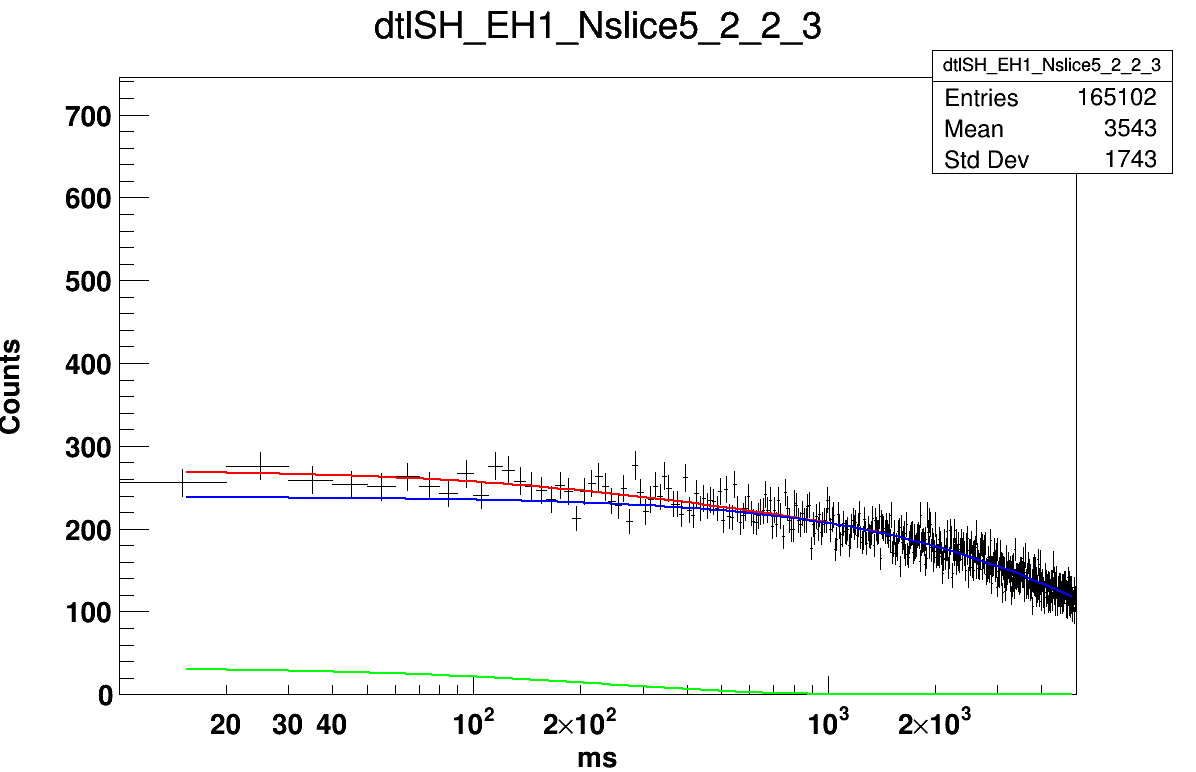 dtlSH_EH1_Nslice5_2_2_3
dtlSH_EH1_Nslice5_2_2_3
Entries 165102
Mean 3543
Std Dev 1743
700
600
500
400
300
200
100
0
Counts
20 30 40 10² 2×10² 10³ 2×10³
ms